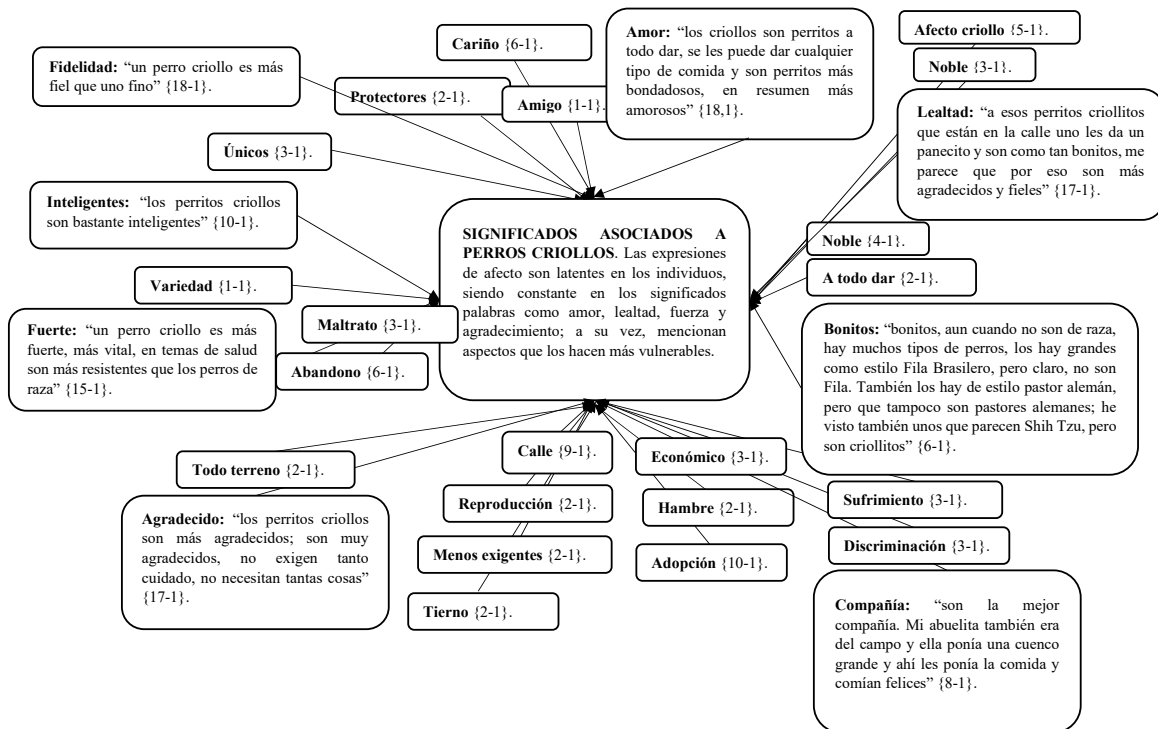 Cariño {6-1}.
Amor: “los criollos son perritos a
todo dar, se les puede dar cualquier
tipo de comida y son perritos más
bondadosos, en resumen más
amorosos” {18,1}.
Afecto criollo {5-1}.
Noble {3-1}.
Fidelidad: “un perro criollo es más
fiel que uno fino” {18-1}.
Protectores {2-1}.
Amigo {1-1}.
Lealtad: “a esos perritos criollitos
que están en la calle uno les da un
panecito y son como tan bonitos, me
parece que por eso son más
agradecidos y fieles” {17-1}.
Únicos {3-1}.
Inteligentes: “los perritos criollos
son bastante inteligentes” {10-1}.
SIGNIFICADOS ASOCIADOS A
PERROS CRIOLLOS. Las expresiones
de afecto son latentes en los individuos,
siendo constante en los significados
palabras como amor, lealtad, fuerza y
agradecimiento; a su vez, mencionan
aspectos que los hacen más vulnerables.
Noble {4-1}.
A todo dar {2-1}.
Variedad {1-1}.
Maltrato {3-1}.
Fuerte: “un perro criollo es más
fuerte, más vital, en temas de salud
son más resistentes que los perros de
raza” {15-1}.
Abandono {6-1}.
Bonitos: “bonitos, aun cuando no son de raza,
hay muchos tipos de perros, los hay grandes
como estilo Fila Brasilero, pero claro, no son
Fila. También los hay de estilo pastor alemán,
pero que tampoco son pastores alemanes; he
visto también unos que parecen Shih Tzu, pero
son criollitos” {6-1}.
Todo terreno {2-1}.
Calle {9-1}.
Económico {3-1}.
Reproducción {2-1}.
Hambre {2-1}.
Sufrimiento {3-1}.
Agradecido: “los perritos criollos
son más agradecidos; son muy
agradecidos, no exigen tanto
cuidado, no necesitan tantas cosas”
{17-1}.
Menos exigentes {2-1}.
Adopción {10-1}.
Discriminación {3-1}.
Tierno {2-1}.
Compañía: “son la mejor
compañía. Mi abuelita también era
del campo y ella ponía una cuenco
grande y ahí les ponía la comida y
comían felices” {8-1}.